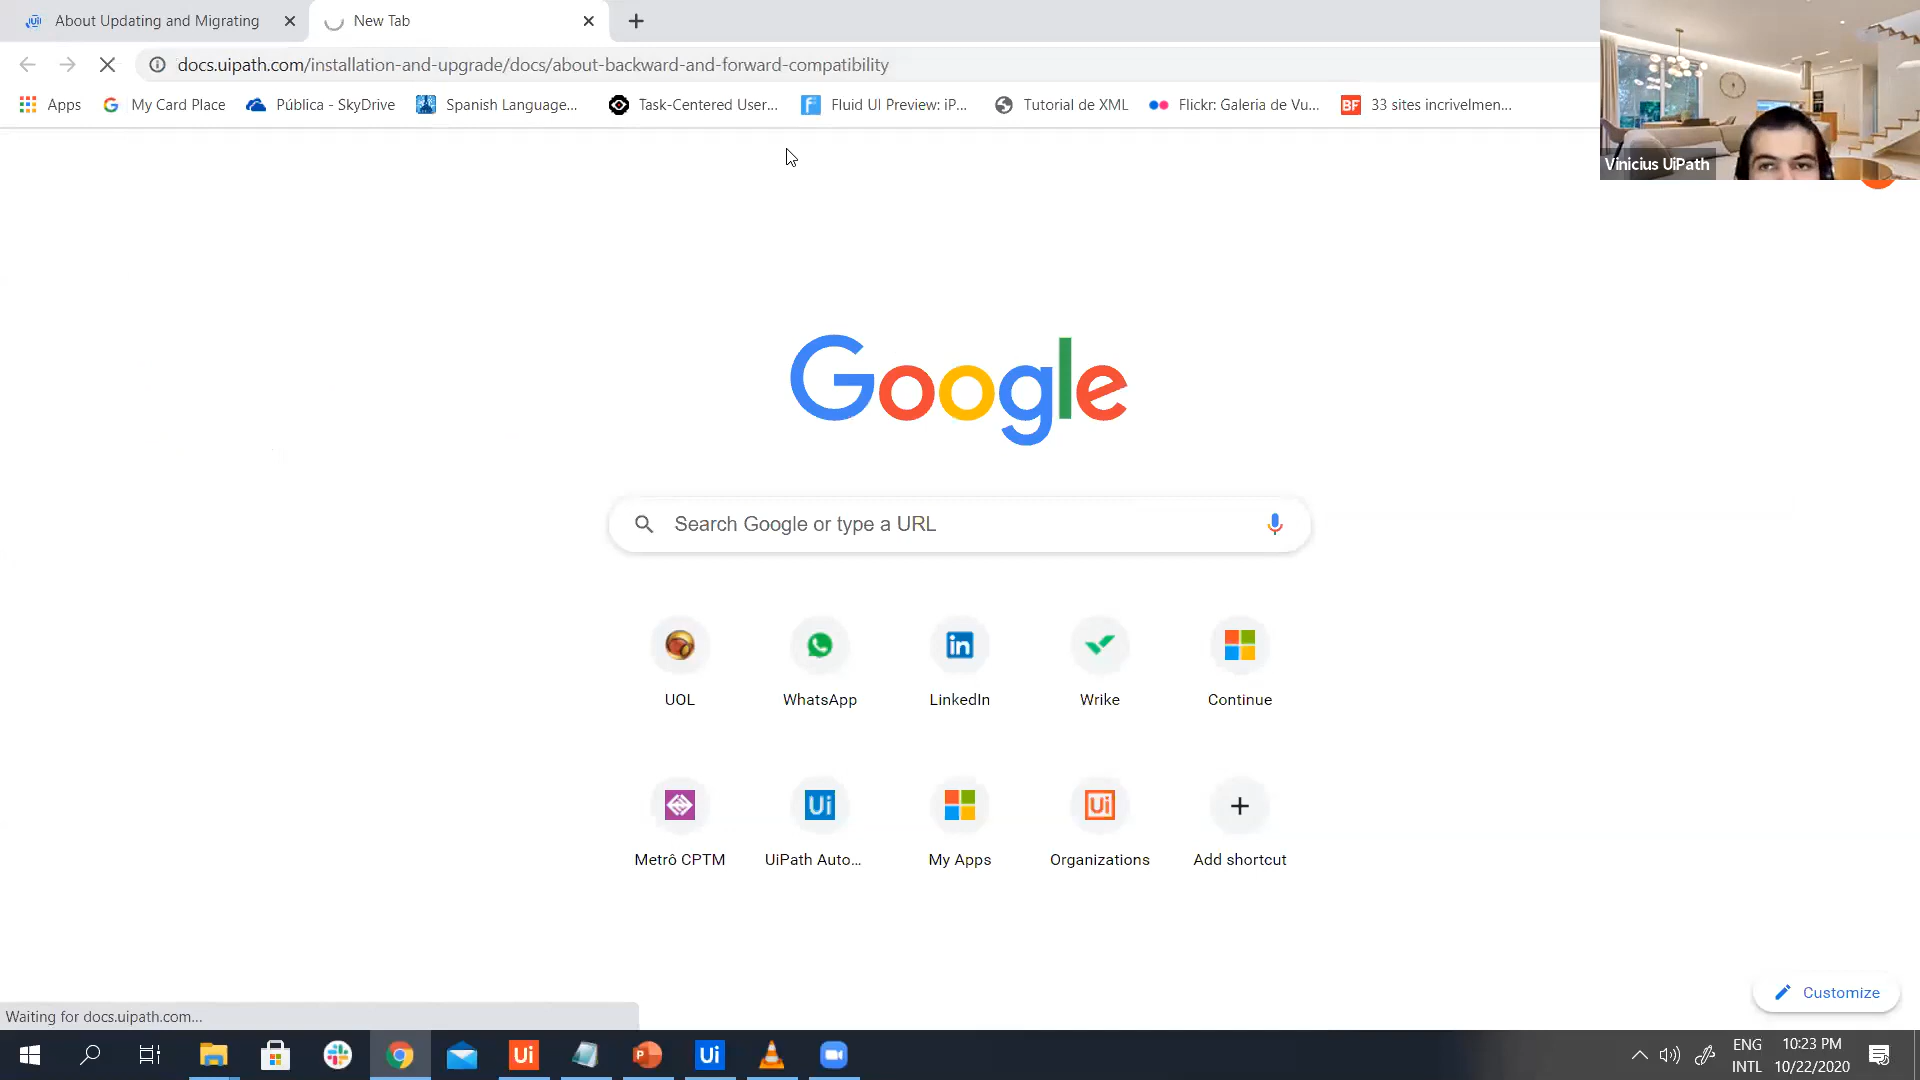 About Updating and Migrating
New Tab
docs.uipath.com/installation-and-upgrade/docs/about-backward-and-forward-compatibility
Apps
My Card Place
Pública - SkyDrive
Spanish Language...
Task-Centered User...
Fluid UI Preview: iP...
Tutorial de XML
Flickr: Galeria de Vu...
BF
33 sites incrivelmen...
Vinicius UiPath
Google
Search Google or type a URL
UOL
WhatsApp
LinkedIn
Wrike
Continue
Metrô CPTM
UiPath Auto...
My Apps
Organizations
Add shortcut
Customize
Waiting for docs.uipath.com...
ENG
INTL
10:23 PM
10/22/2020